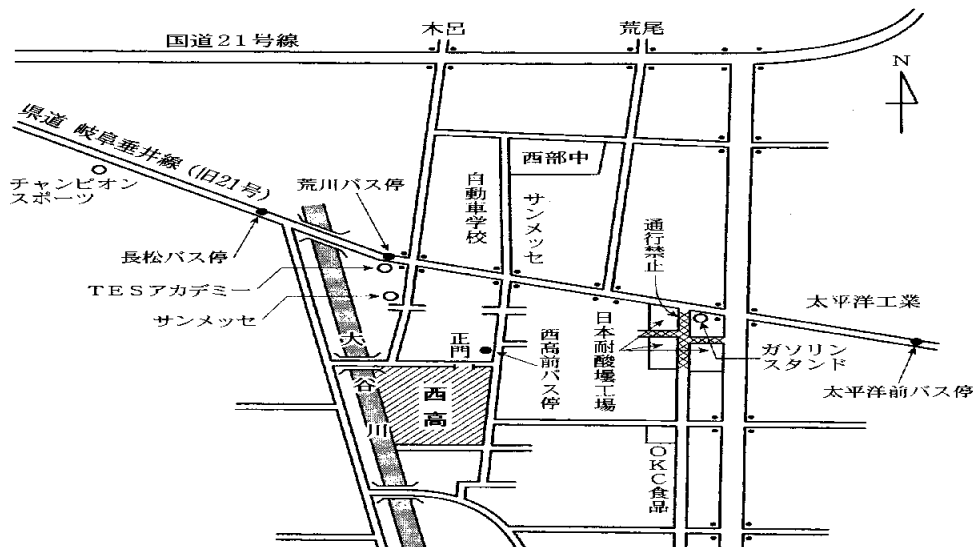 木呂
荒尾
国道21号線
N
県道 岐阜垂井線(旧21号)
チャンピオン
スポーツ
荒川バス停
西部中
自動車学校
サンメッセ
通行禁止
長松バス停
TESアカデミー
サンメッセ
太平洋工業
大谷川
正門
西高前バス停
日本耐酸壜工場
ガソリン
スタンド
太平洋前バス停
西高
OKC食品